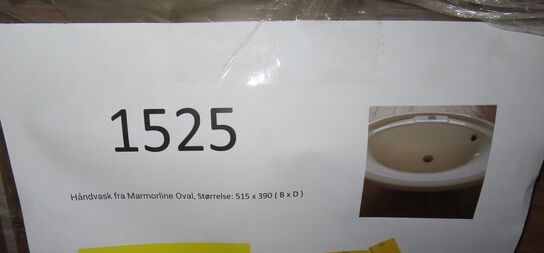 1525
Håndvask fra Marmorline Oval, Størrelse: 515 x 390 ( B x D )